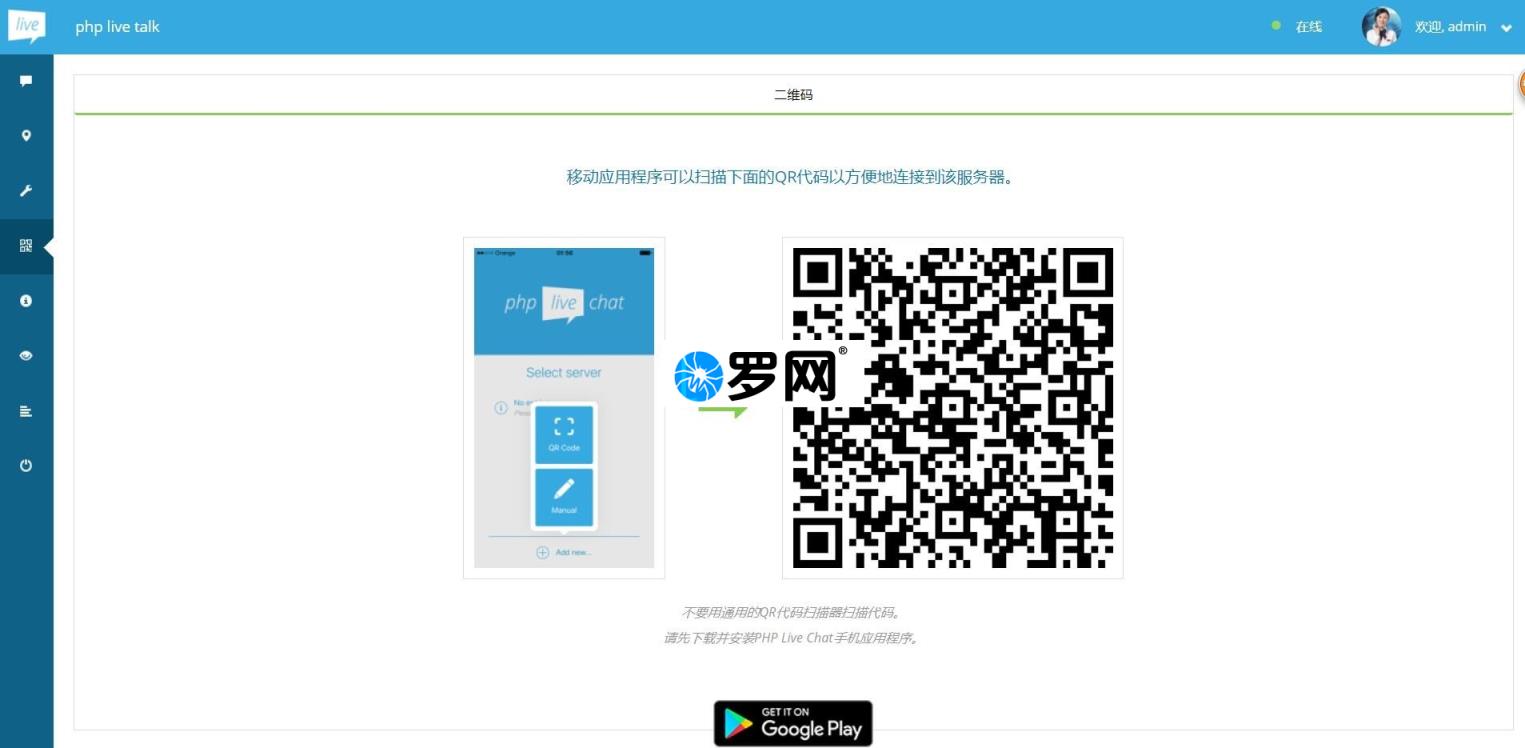 live
php live talk
在线
欢迎, admin
二维码
移动应用程序可以扫描下面的QR代码以方便地连接到该服务器。
Orange
01:56
php live chat
Select server
No
QR Code
Manual
Add new...
罗网®
不要用通用的QR代码扫描器扫描代码。
请先下载并安装PHP Live Chat手机应用程序。
GET IT ON
Google Play